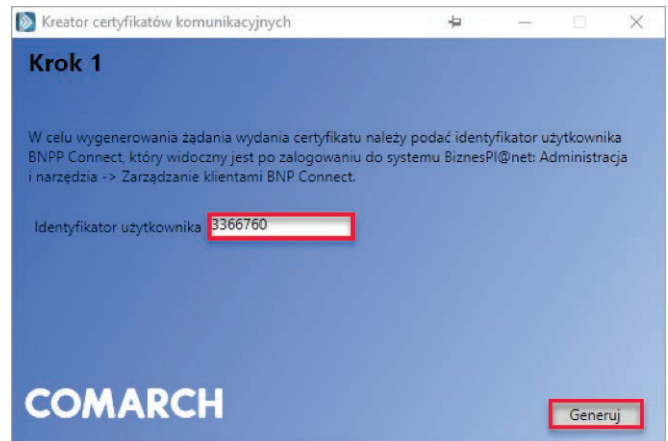 Kreator certyfikatów komunikacyjnych
Krok 1
W celu wygenerowania żądania wydania certyfikatu należy podać identyfikator użytkownika
BNPP Connect, który widoczny jest po zalogowaniu do systemu BiznesPl@net: Administracja
i narzędzia -> Zarządzanie klientami BNP Connect.
Identyfikator użytkownika 3366760
COMARCH
Generuj